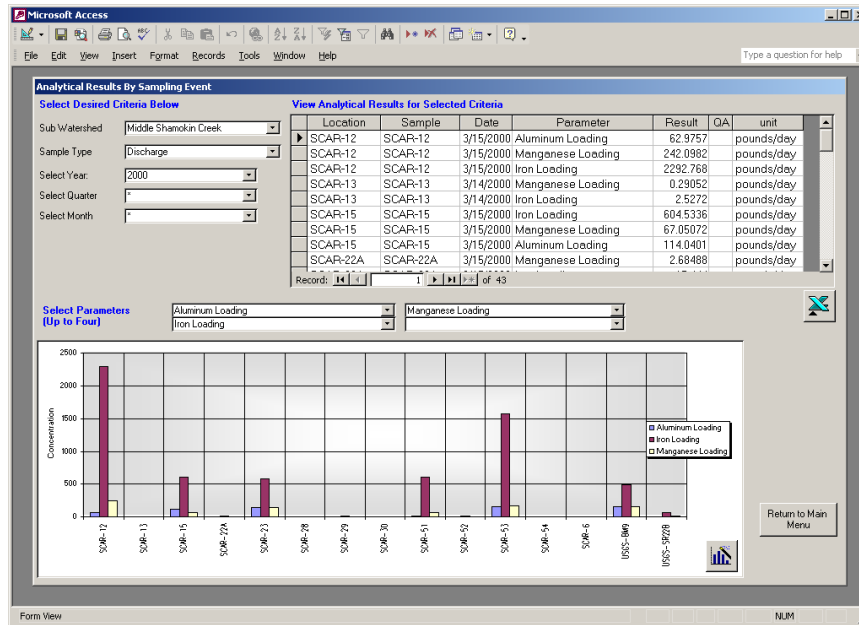 Microsoft Access
File Edit View Insert Format Records Tools Window Help
Type a question for help
Analytical Results By Sampling Event
Select Desired Criteria Below
Sub Watershed Middle Shamokin Creek
Sample Type Discharge
Select Year: 2000
Select Quarter *
Select Month *
View Analytical Results for Selected Criteria
Location Sample Date Parameter Result QA unit
SCAR-12 SCAR-12 3/15/2000 Aluminum Loading 62.9757 pounds/day
SCAR-12 SCAR-12 3/15/2000 Manganese Loading 242.0982 pounds/day
SCAR-12 SCAR-12 3/15/2000 Iron Loading 2292.768 pounds/day
SCAR-13 SCAR-13 3/14/2000 Manganese Loading 0.29052 pounds/day
SCAR-13 SCAR-13 3/14/2000 Iron Loading 2.5272 pounds/day
SCAR-15 SCAR-15 3/15/2000 Iron Loading 604.5336 pounds/day
SCAR-15 SCAR-15 3/15/2000 Manganese Loading 67.05072 pounds/day
SCAR-15 SCAR-15 3/15/2000 Aluminum Loading 114.0401 pounds/day
SCAR-22A SCAR-22A 3/15/2000 Manganese Loading 2.68488 pounds/day
Record: 1 of 43
Select Parameters
(Up to Four)
Aluminum Loading Manganese Loading
Iron Loading
2500
2000
1500
1000
500
0
Concentration
SCAR-12
SCAR-13
SCAR-15
SCAR-22A
SCAR-23
SCAR-28
SCAR-29
SCAR-30
SCAR-51
SCAR-52
SCAR-53
SCAR-54
SCAR-6
USGS-BM9
USGS-SR22B
Aluminum Loading
Iron Loading
Manganese Loading
Return to Main
Menu
Form View
NUM